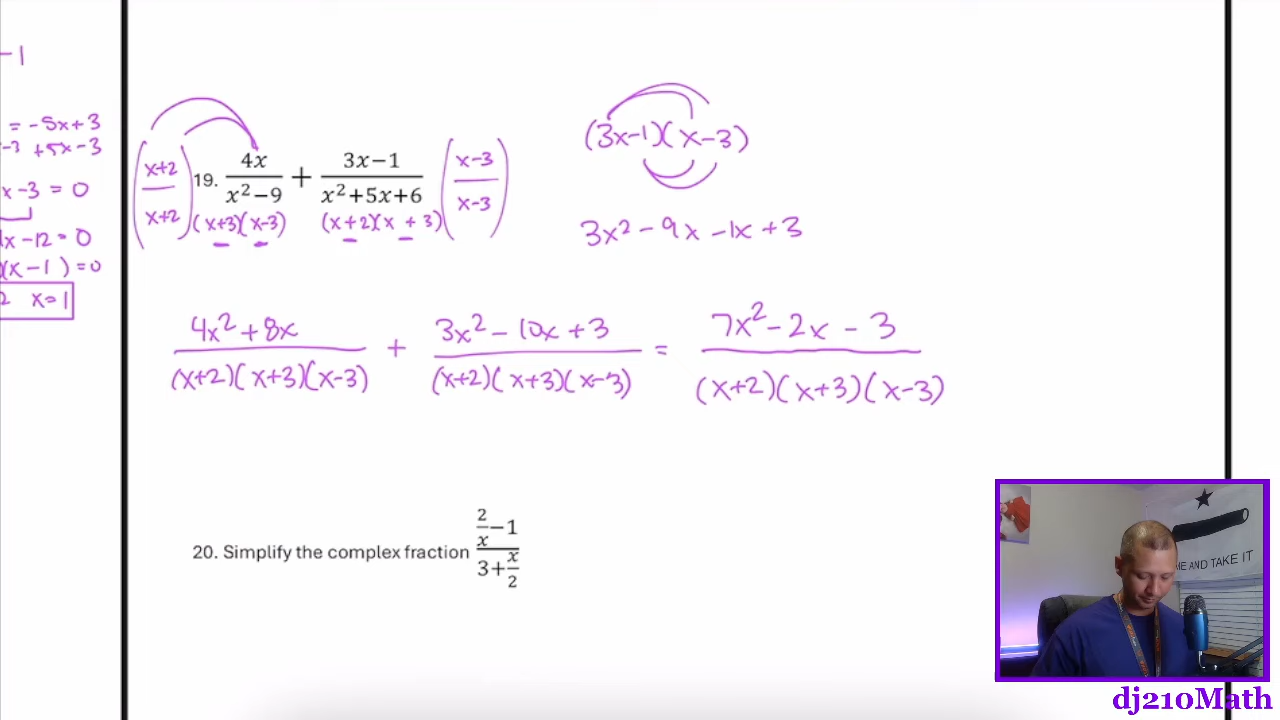 -1
= -5x+3
-3 +5x-3
x-3 = 0
x-12=0
(x-1)=0
2 x=1
(x+2/x+2) 19. 4x/(x²-9) + (3x-1)/(x²+5x+6) (x-3/x-3)
(x+3)(x-3) (x+2)(x+3)
(3x-1)(x-3)
3x²-9x-1x+3
(4x²+8x)/((x+2)(x+3)(x-3)) + (3x²-10x+3)/((x+2)(x+3)(x-3)) = (7x²-2x-3)/((x+2)(x+3)(x-3))
20. Simplify the complex fraction (2/x-1)/(3+x/2)
ME AND TAKE IT
dj210Math